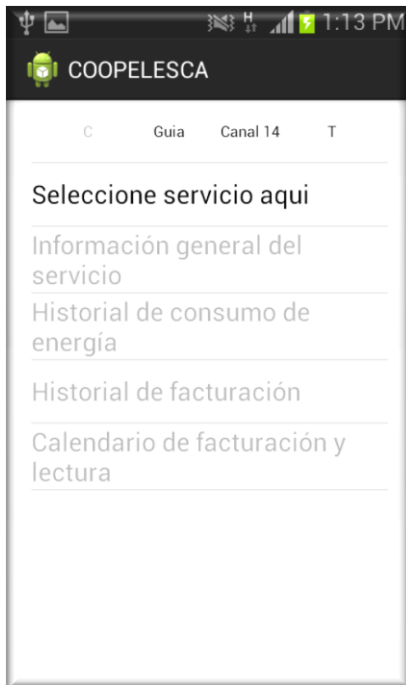 H 1:13 PM
COOPELESCA
C Guia Canal 14 T
Seleccione servicio aqui
Información general del
servicio
Historial de consumo de
energía
Historial de facturación
Calendario de facturación y
lectura